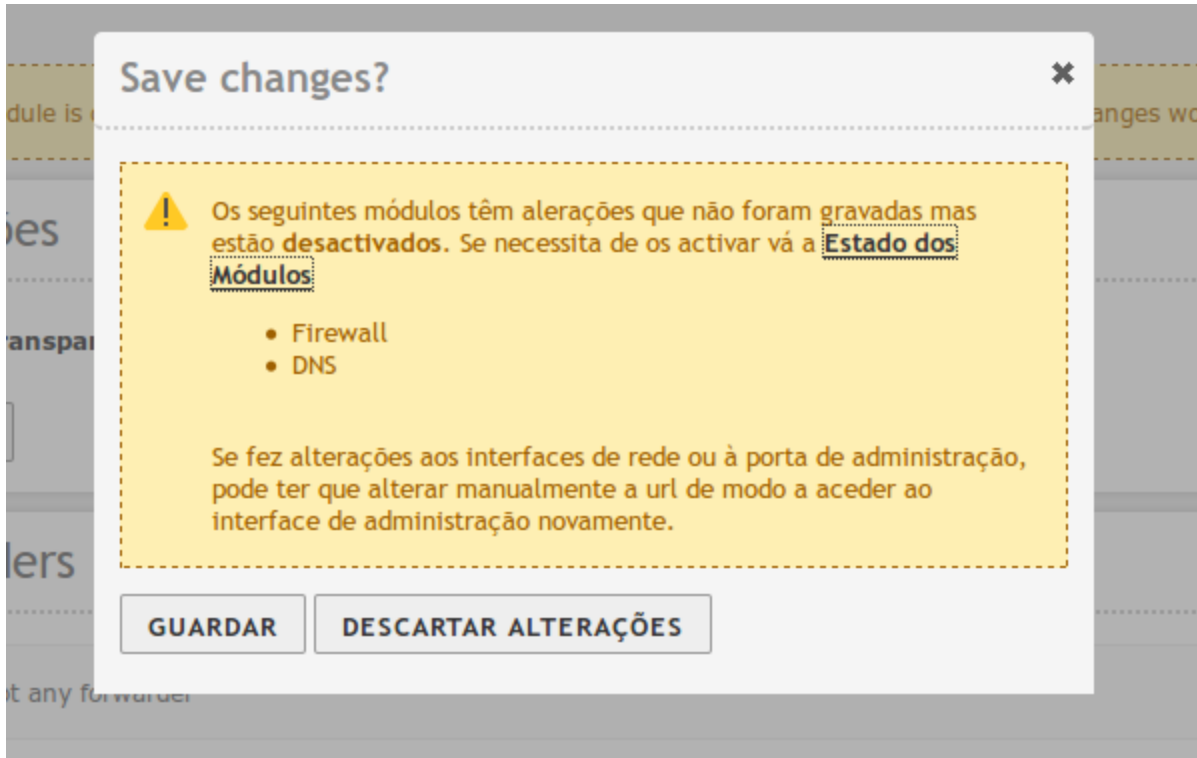 Save changes?
dule is
anges wo
Os seguintes módulos têm alerações que não foram gravadas mas
estão desactivados. Se necessita de os activar vá a Estado dos
Módulos
ões
ranspar
• Firewall
• DNS
Se fez alterações aos interfaces de rede ou à porta de administração,
pode ter que alterar manualmente a url de modo a aceder ao
interface de administração novamente.
lers
GUARDAR
DESCARTAR ALTERAÇÕES
ot any forwarder